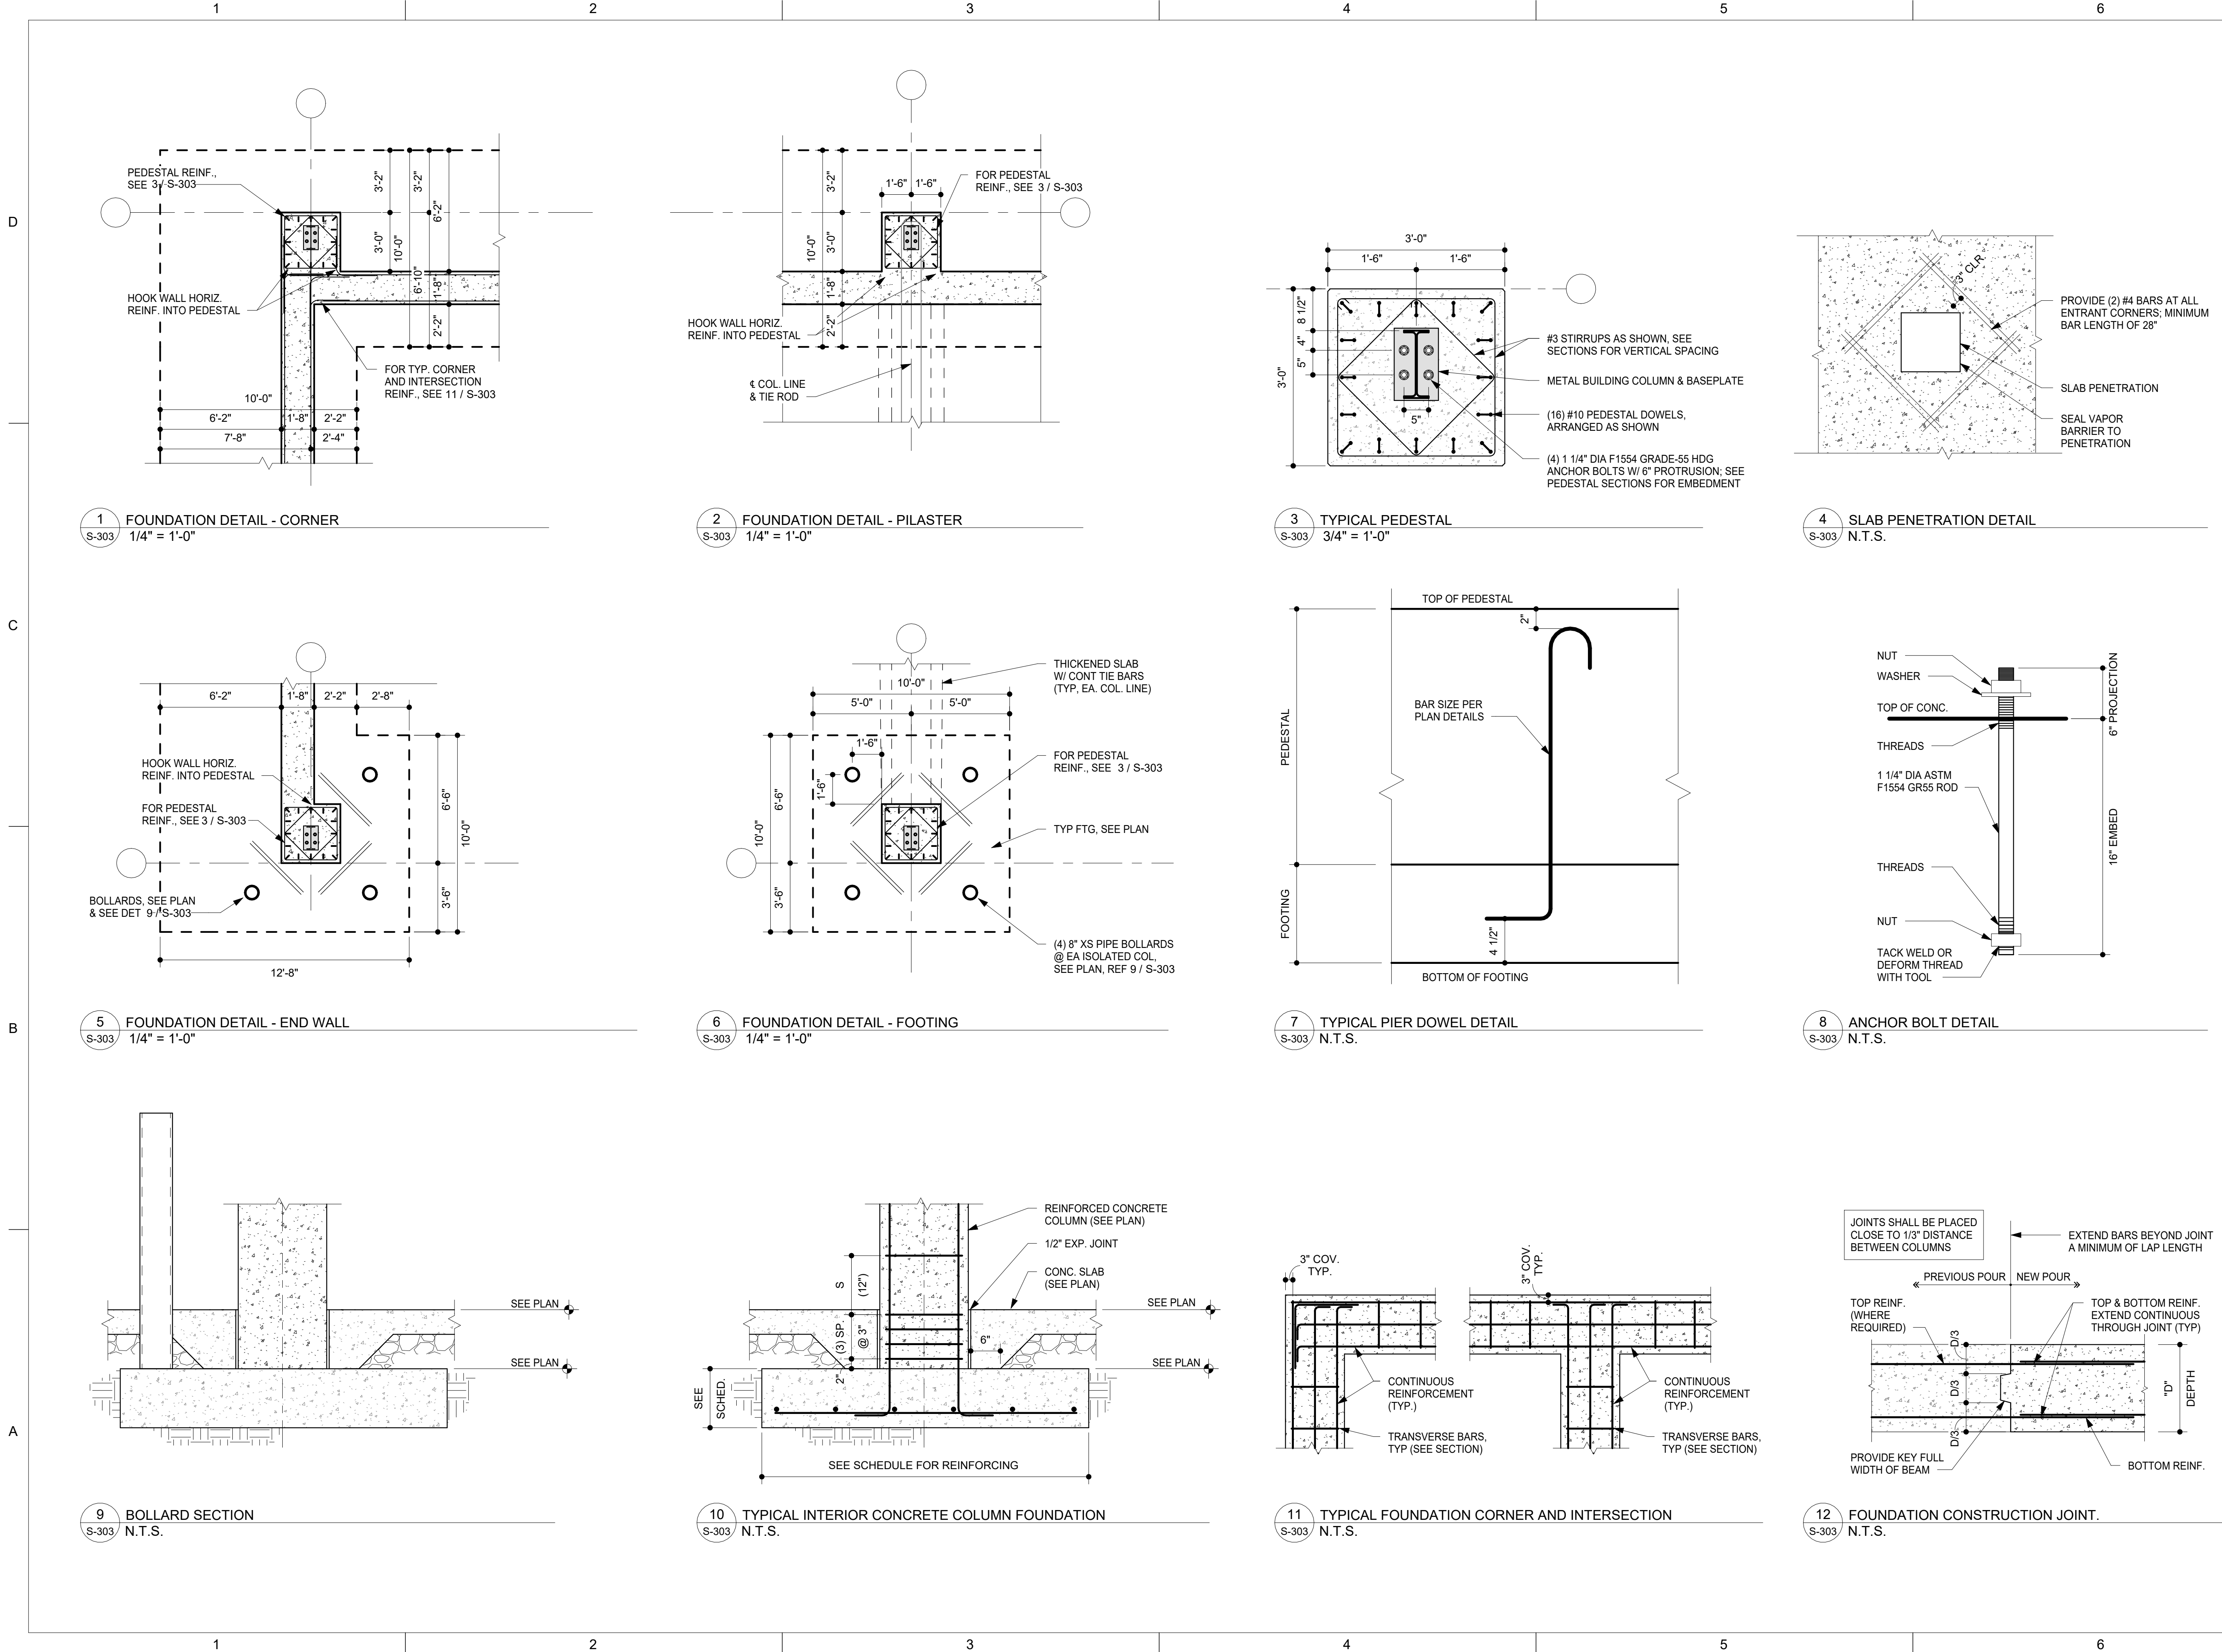 1
2
3
4
5
6
D
C
B
A
PEDESTAL REINF.,
SEE 3 / S-303
HOOK WALL HORIZ.
REINF. INTO PEDESTAL
FOR TYP. CORNER
AND INTERSECTION
REINF., SEE 11 / S-303
3'-2"
3'-0"
10'-0"
3'-2"
6'-10"
6'-2"
1'-8"
2'-2"
10'-0"
6'-2"
1'-8"
2'-2"
7'-8"
2'-4"
1
S-303
FOUNDATION DETAIL - CORNER
1/4" = 1'-0"
1'-6"
1'-6"
FOR PEDESTAL
REINF., SEE 3 / S-303
3'-2"
10'-0"
3'-0"
1'-8"
2'-2"
HOOK WALL HORIZ.
REINF. INTO PEDESTAL
℄ COL. LINE
& TIE ROD
2
S-303
FOUNDATION DETAIL - PILASTER
1/4" = 1'-0"
3'-0"
1'-6"
1'-6"
8 1/2"
4"
5"
3'-0"
5"
#3 STIRRUPS AS SHOWN, SEE
SECTIONS FOR VERTICAL SPACING
METAL BUILDING COLUMN & BASEPLATE
(16) #10 PEDESTAL DOWELS,
ARRANGED AS SHOWN
(4) 1 1/4" DIA F1554 GRADE-55 HDG
ANCHOR BOLTS W/ 6" PROTRUSION; SEE
PEDESTAL SECTIONS FOR EMBEDMENT
3
S-303
TYPICAL PEDESTAL
3/4" = 1'-0"
3" CLR.
PROVIDE (2) #4 BARS AT ALL
ENTRANT CORNERS; MINIMUM
BAR LENGTH OF 28"
SLAB PENETRATION
SEAL VAPOR
BARRIER TO
PENETRATION
4
S-303
SLAB PENETRATION DETAIL
N.T.S.
6'-2"
1'-8"
2'-2"
2'-8"
HOOK WALL HORIZ.
REINF. INTO PEDESTAL
FOR PEDESTAL
REINF., SEE 3 / S-303
BOLLARDS, SEE PLAN
& SEE DET 9 / S-303
6'-6"
10'-0"
3'-6"
12'-8"
5
S-303
FOUNDATION DETAIL - END WALL
1/4" = 1'-0"
THICKENED SLAB
W/ CONT TIE BARS
(TYP, EA. COL. LINE)
10'-0"
5'-0"
5'-0"
1'-6"
1'-6"
6'-6"
10'-0"
3'-6"
FOR PEDESTAL
REINF., SEE 3 / S-303
TYP FTG, SEE PLAN
(4) 8" XS PIPE BOLLARDS
@ EA ISOLATED COL,
SEE PLAN, REF 9 / S-303
6
S-303
FOUNDATION DETAIL - FOOTING
1/4" = 1'-0"
TOP OF PEDESTAL
2"
BAR SIZE PER
PLAN DETAILS
PEDESTAL
FOOTING
4 1/2"
BOTTOM OF FOOTING
7
S-303
TYPICAL PIER DOWEL DETAIL
N.T.S.
NUT
WASHER
TOP OF CONC.
THREADS
1 1/4" DIA ASTM
F1554 GR55 ROD
THREADS
NUT
TACK WELD OR
DEFORM THREAD
WITH TOOL
6" PROJECTION
16" EMBED
8
S-303
ANCHOR BOLT DETAIL
N.T.S.
SEE PLAN
SEE PLAN
9
S-303
BOLLARD SECTION
N.T.S.
REINFORCED CONCRETE
COLUMN (SEE PLAN)
1/2" EXP. JOINT
CONC. SLAB
(SEE PLAN)
S
(12")
(3) SP.
@ 3"
2"
6"
SEE PLAN
SEE PLAN
SEE
SCHED.
SEE SCHEDULE FOR REINFORCING
10
S-303
TYPICAL INTERIOR CONCRETE COLUMN FOUNDATION
N.T.S.
3" COV.
TYP.
3" COV.
TYP.
CONTINUOUS
REINFORCEMENT
(TYP.)
TRANSVERSE BARS,
TYP (SEE SECTION)
CONTINUOUS
REINFORCEMENT
(TYP.)
TRANSVERSE BARS,
TYP (SEE SECTION)
11
S-303
TYPICAL FOUNDATION CORNER AND INTERSECTION
N.T.S.
JOINTS SHALL BE PLACED
CLOSE TO 1/3" DISTANCE
BETWEEN COLUMNS
EXTEND BARS BEYOND JOINT
A MINIMUM OF LAP LENGTH
PREVIOUS POUR
NEW POUR
TOP REINF.
(WHERE
REQUIRED)
TOP & BOTTOM REINF.
EXTEND CONTINUOUS
THROUGH JOINT (TYP)
D/3
D/3
D/3
"D"
DEPTH
PROVIDE KEY FULL
WIDTH OF BEAM
BOTTOM REINF.
12
S-303
FOUNDATION CONSTRUCTION JOINT.
N.T.S.
1
2
3
4
5
6